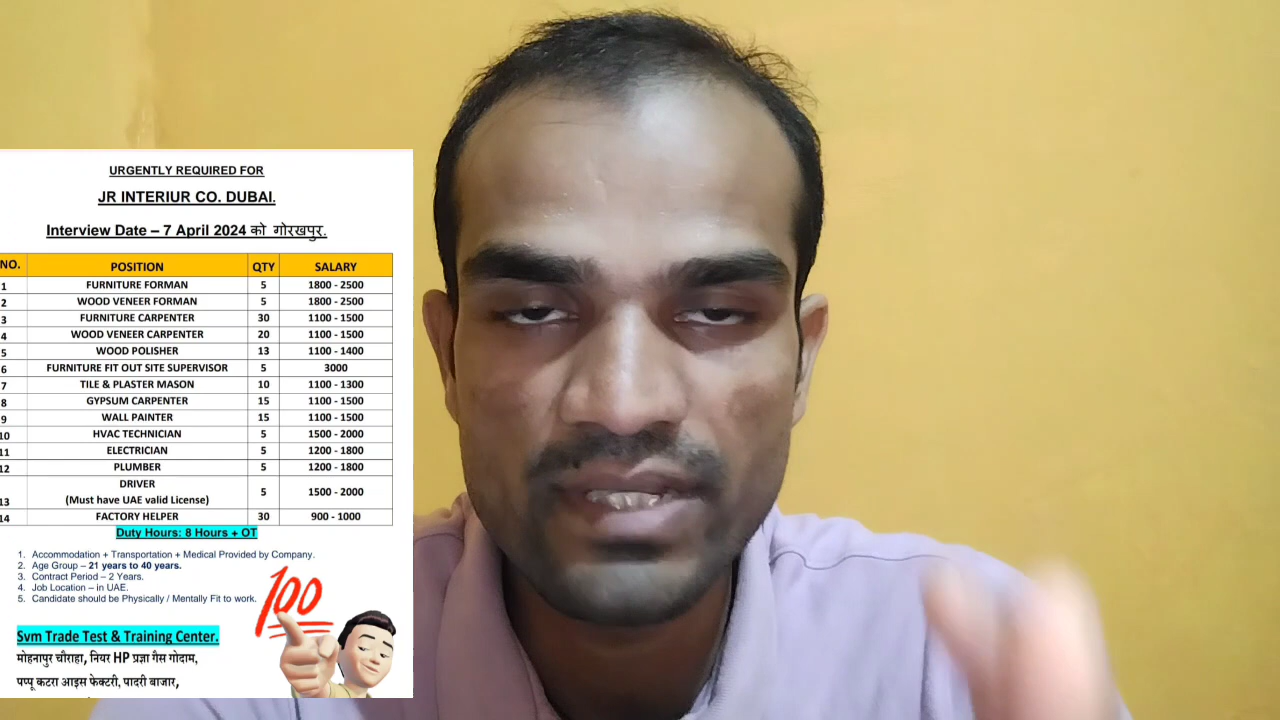 URGENTLY REQUIRED FOR
JR INTERIUR CO. DUBAI.
Interview Date – 7 April 2024 को गोरखपुर.
NO. POSITION QTY SALARY
1 FURNITURE FORMAN 5 1800 - 2500
2 WOOD VENEER FORMAN 5 1800 - 2500
3 FURNITURE CARPENTER 30 1100 - 1500
4 WOOD VENEER CARPENTER 20 1100 - 1500
5 WOOD POLISHER 13 1100 - 1400
6 FURNITURE FIT OUT SITE SUPERVISOR 5 3000
7 TILE & PLASTER MASON 10 1100 - 1300
8 GYPSUM CARPENTER 15 1100 - 1500
9 WALL PAINTER 15 1100 - 1500
10 HVAC TECHNICIAN 5 1500 - 2000
11 ELECTRICIAN 5 1200 - 1800
12 PLUMBER 5 1200 - 1800
13 DRIVER 5 1500 - 2000
(Must have UAE valid License)
14 FACTORY HELPER 30 900 - 1000
Duty Hours: 8 Hours + OT
1. Accommodation + Transportation + Medical Provided by Company.
2. Age Group – 21 years to 40 years.
3. Contract Period – 2 Years.
4. Job Location – in UAE.
5. Candidate should be Physically / Mentally Fit to work.
100
Svm Trade Test & Training Center.
मोहनापुर चौराहा, नियर HP प्रज्ञा गैस गोदाम,
पप्पू कटरा आइस फेक्टरी, पादरी बाजार,